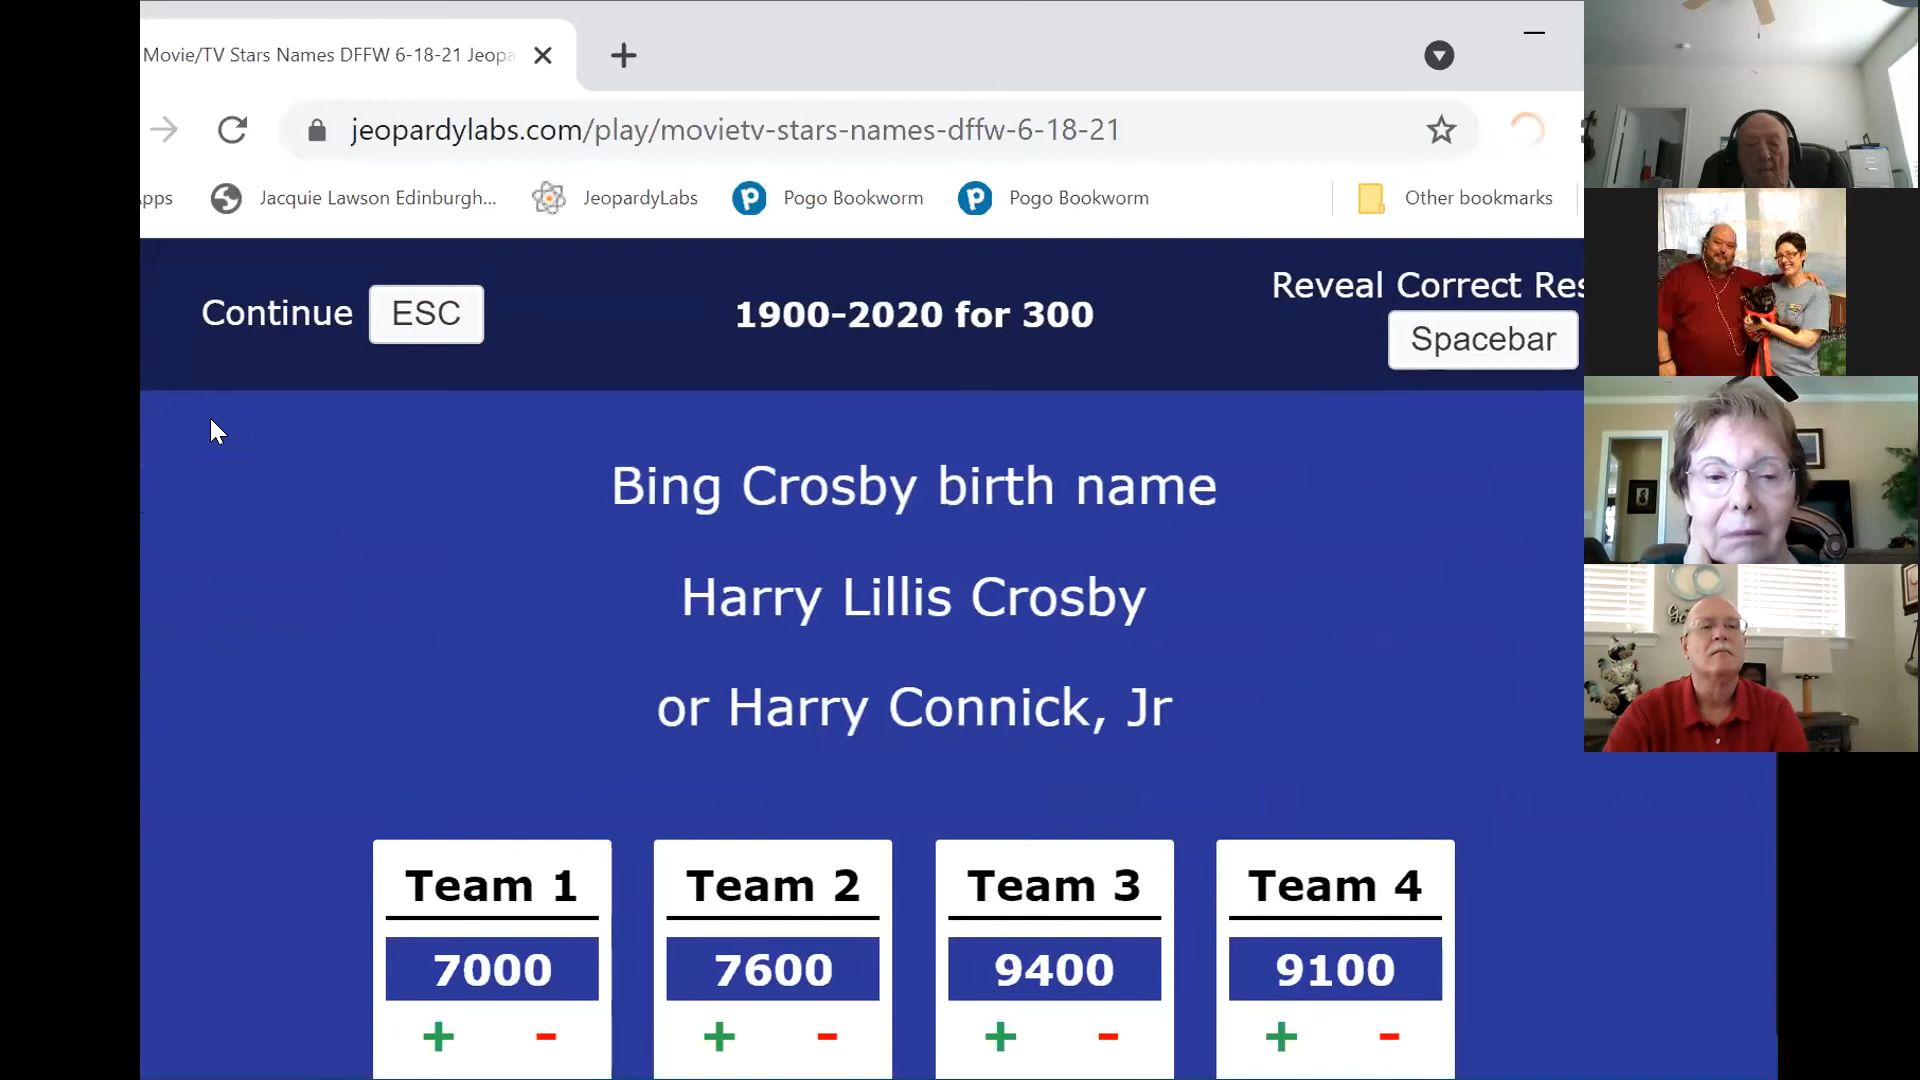 Movie/TV Stars Names DFFW 6-18-21 Jeopa
jeopardylabs.com/play/movietv-stars-names-dffw-6-18-21
pps Jacquie Lawson Edinburgh... JeopardyLabs Pogo Bookworm Pogo Bookworm Other bookmarks
Continue ESC
1900-2020 for 300
Reveal Correct Res
Spacebar
Bing Crosby birth name
Harry Lillis Crosby
or Harry Connick, Jr
Team 1 Team 2 Team 3 Team 4
7000 7600 9400 9100
+ - + - + - + -